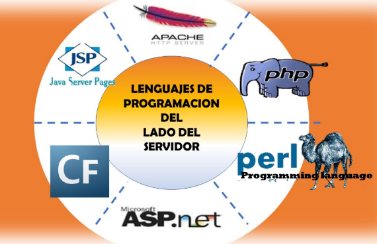 APACHE
HTTP SERVER
JSP
Java Server Pages
php
LENGUAJES DE
PROGRAMACION
DEL
LADO DEL
SERVIDOR
perl
Programming language
CF
Microsoft
ASP.net